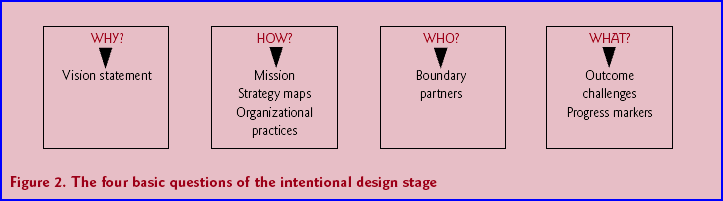 WHY?
Vision statement
HOW?
Mission
Strategy maps
Organizational
practices
WHO?
Boundary
partners
WHAT?
Outcome
challenges
Progress markers
Figure 2. The four basic questions of the intentional design stage